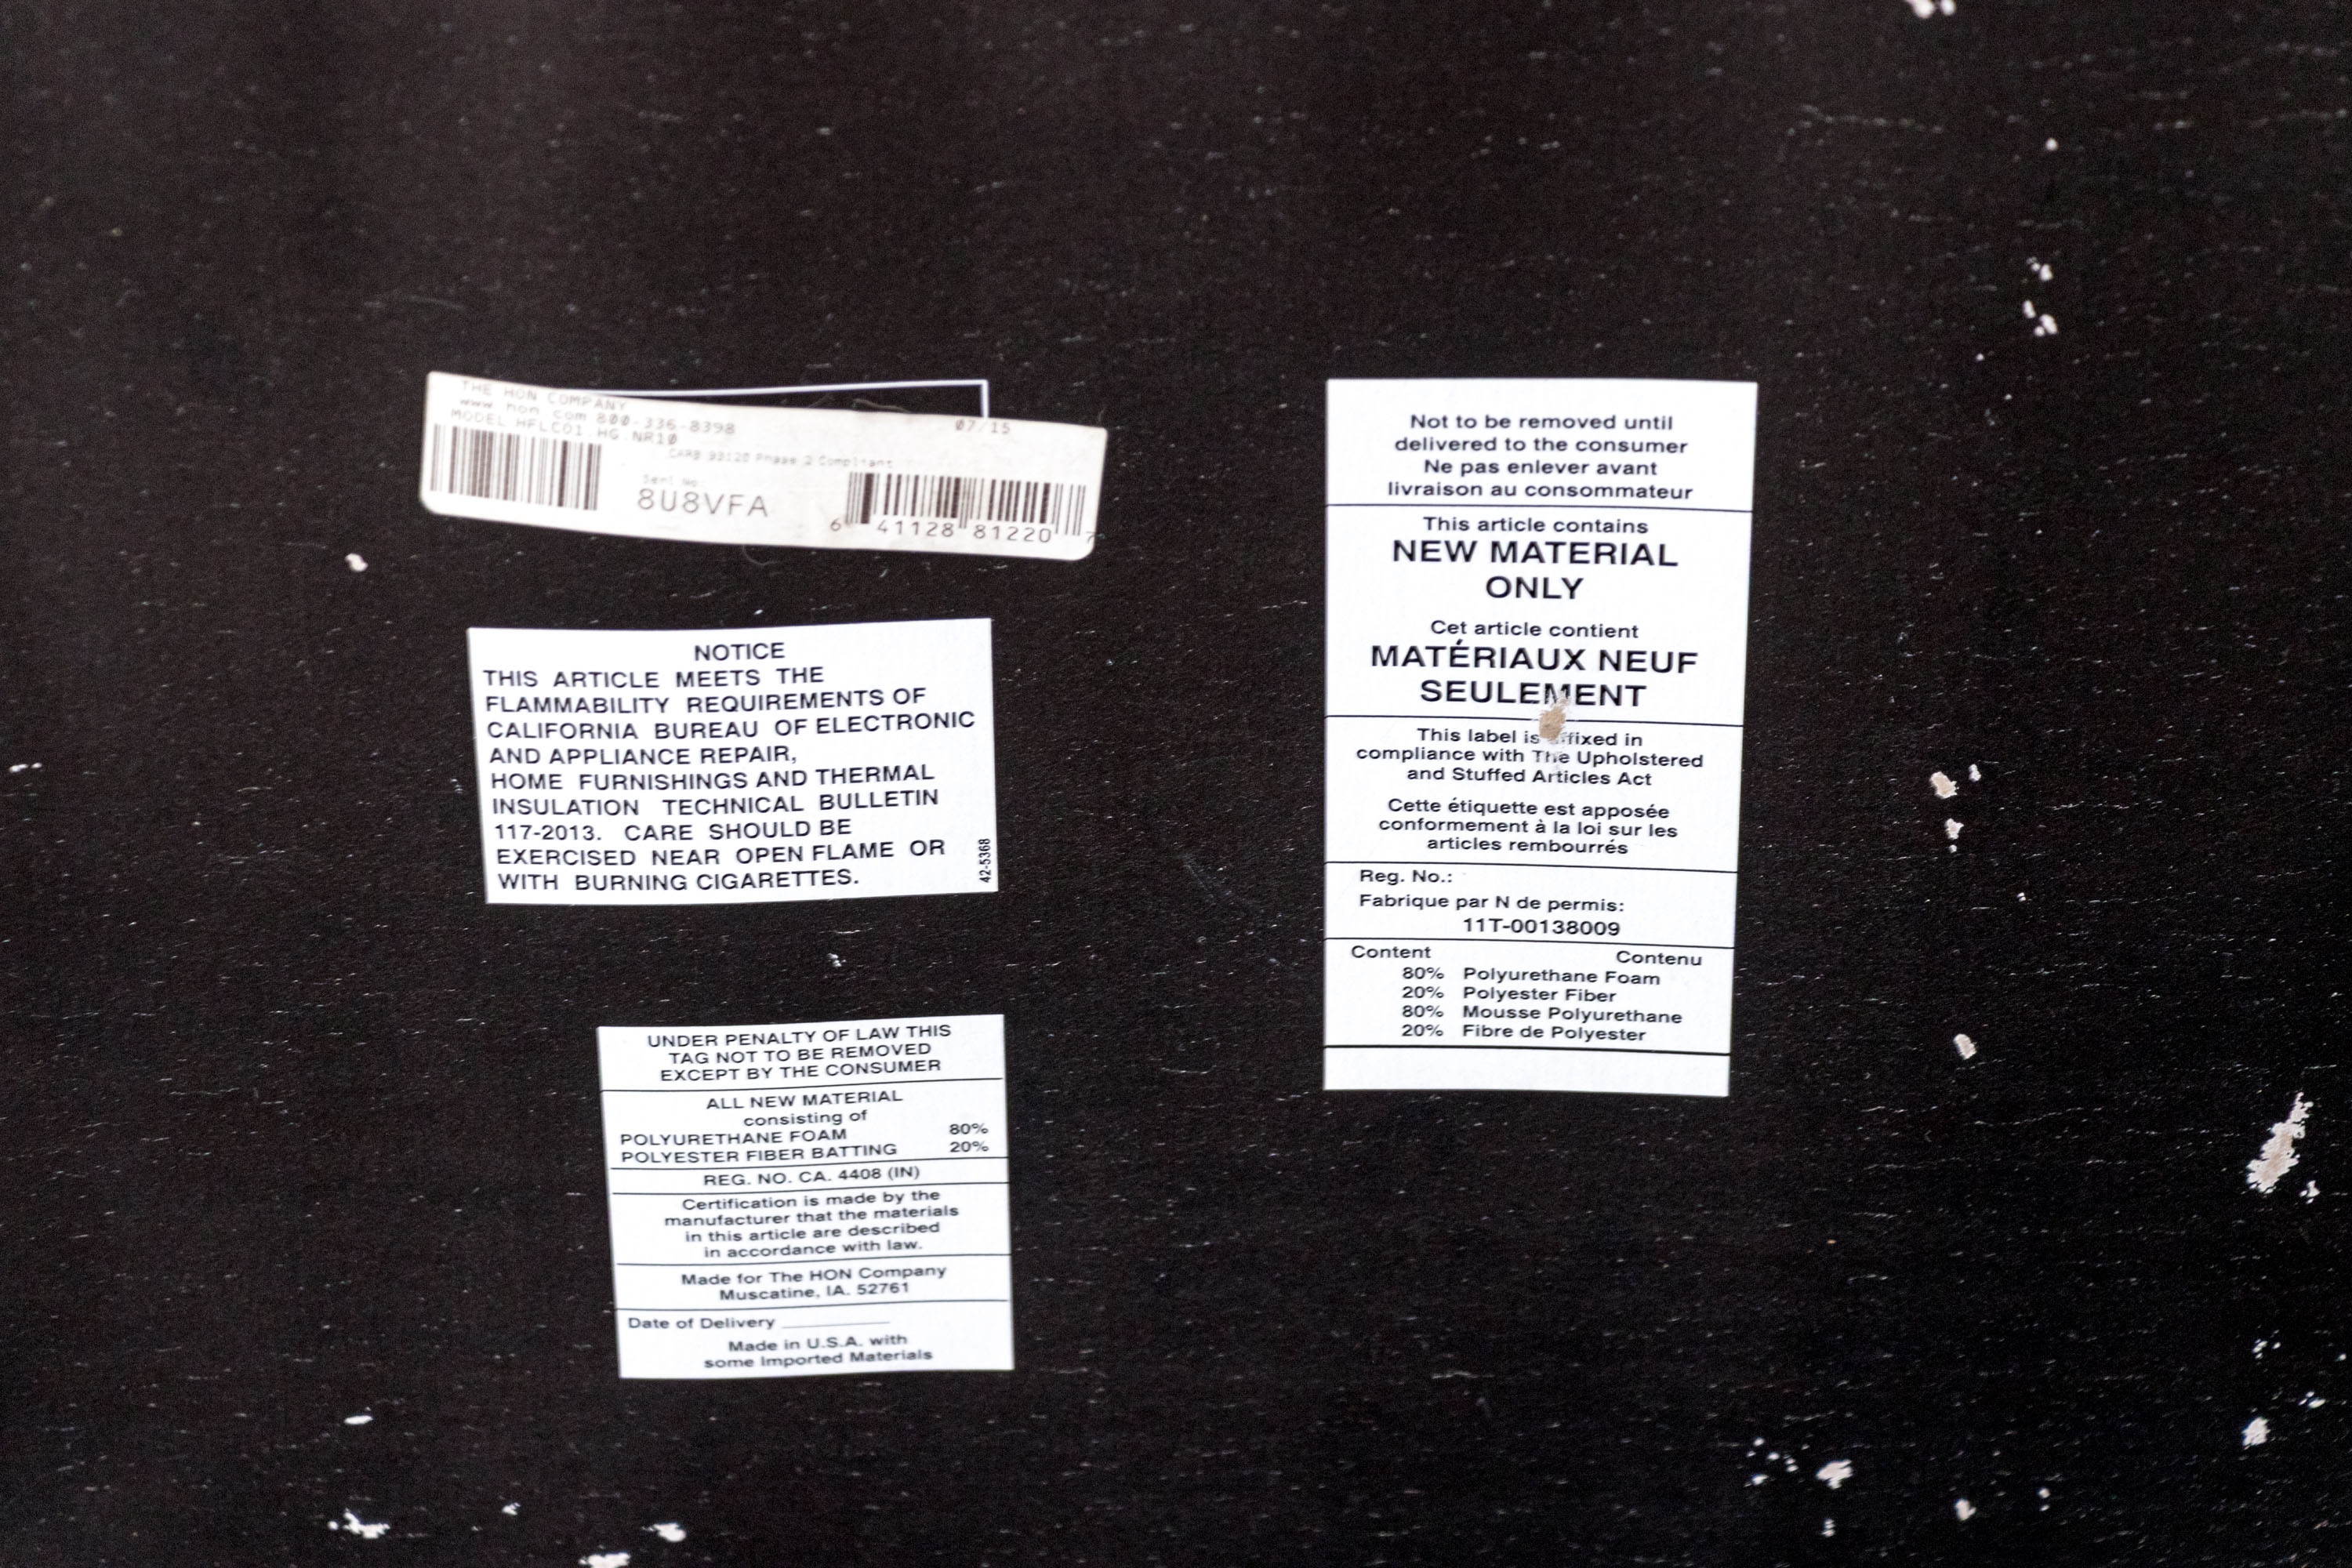 THE HON COMPANY
www hon com 800-336-8398
MODEL HFLC01.HG.NR10
07/15
CARB 93120 Phase 2 Compliant
Serl No
8U8VFA
6 41128 81220 7
NOTICE
THIS ARTICLE MEETS THE
FLAMMABILITY REQUIREMENTS OF
CALIFORNIA BUREAU OF ELECTRONIC
AND APPLIANCE REPAIR,
HOME FURNISHINGS AND THERMAL
INSULATION TECHNICAL BULLETIN
117-2013. CARE SHOULD BE
EXERCISED NEAR OPEN FLAME OR
WITH BURNING CIGARETTES.
42-5368
UNDER PENALTY OF LAW THIS
TAG NOT TO BE REMOVED
EXCEPT BY THE CONSUMER
ALL NEW MATERIAL
consisting of
POLYURETHANE FOAM 80%
POLYESTER FIBER BATTING 20%
REG. NO. CA. 4408 (IN)
Certification is made by the
manufacturer that the materials
in this article are described
in accordance with law.
Made for The HON Company
Muscatine, IA. 52761
Date of Delivery
Made in U.S.A. with
some Imported Materials
Not to be removed until
delivered to the consumer
Ne pas enlever avant
livraison au consommateur
This article contains
NEW MATERIAL
ONLY
Cet article contient
MATÉRIAUX NEUF
SEULEMENT
This label is affixed in
compliance with The Upholstered
and Stuffed Articles Act
Cette étiquette est apposée
conformement à la loi sur les
articles rembourrés
Reg. No.:
Fabrique par N de permis:
11T-00138009
Content Contenu
80% Polyurethane Foam
20% Polyester Fiber
80% Mousse Polyurethane
20% Fibre de Polyester